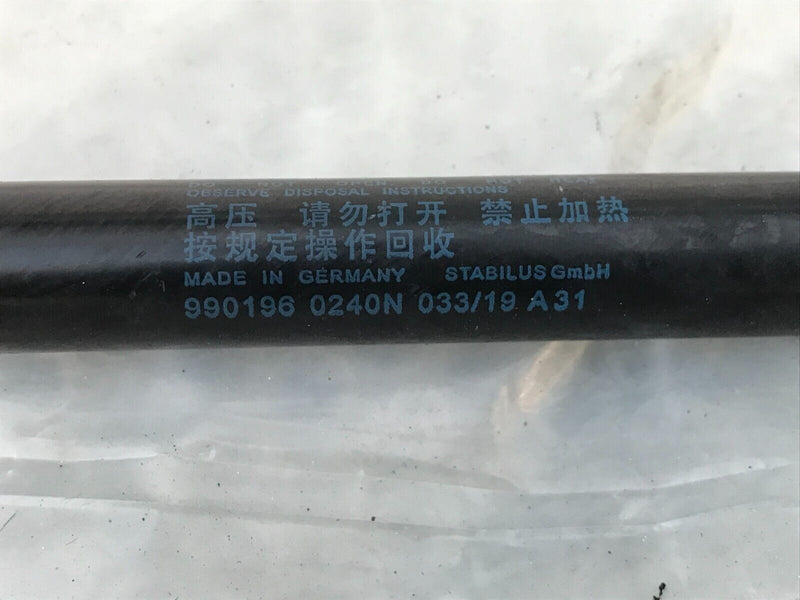 OBSERVE DISPOSAL INSTRUCTIONS
高压 请勿打开 禁止加热
按规定操作回收
MADE IN GERMANY STABILUS GmbH
990196 0240N 033/19 A31